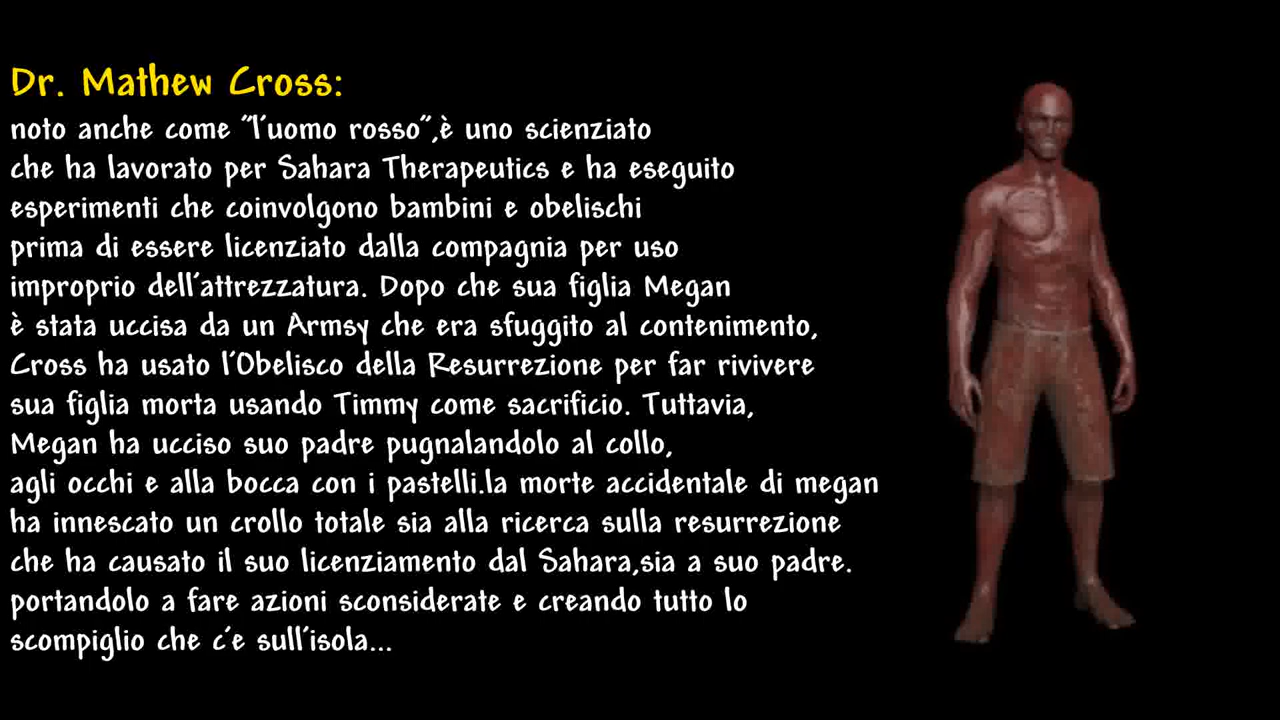 Dr. Mathew Cross:
noto anche come "l'uomo rosso",è uno scienziato
che ha lavorato per Sahara Therapeutics e ha eseguito
esperimenti che coinvolgono bambini e obelischi
prima di essere licenziato dalla compagnia per uso
improprio dell'attrezzatura. Dopo che sua figlia Megan
è stata uccisa da un Armsy che era sfuggito al contenimento,
Cross ha usato l'Obelisco della Resurrezione per far rivivere
sua figlia morta usando Timmy come sacrificio. Tuttavia,
Megan ha ucciso suo padre pugnalandolo al collo,
agli occhi e alla bocca con i pastelli.la morte accidentale di megan
ha innescato un crollo totale sia alla ricerca sulla resurrezione
che ha causato il suo licenziamento dal Sahara,sia a suo padre.
portandolo a fare azioni sconsiderate e creando tutto lo
scompiglio che c'e sull'isola...